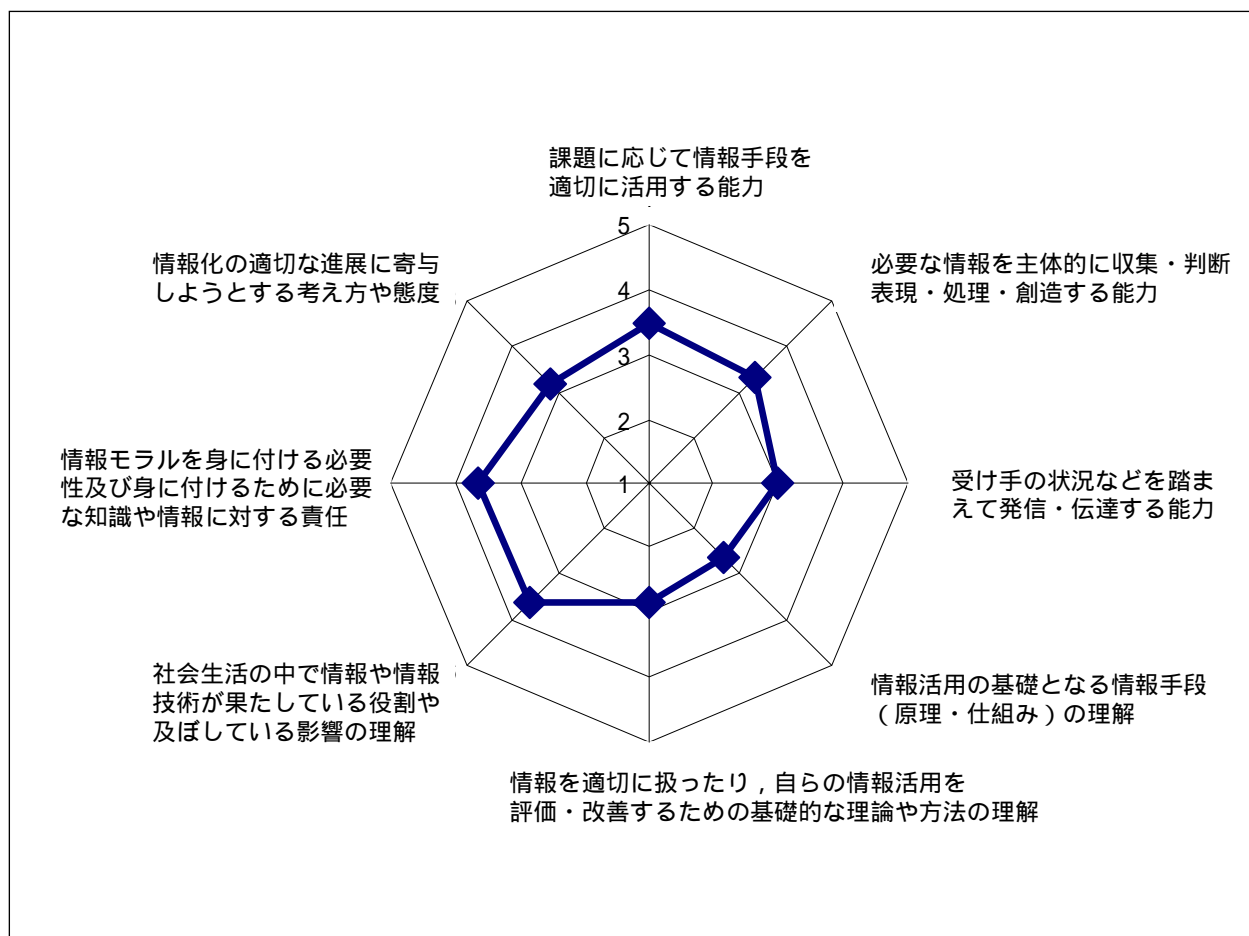 課題に応じて情報手段を
適切に活用する能力
必要な情報を主体的に収集・判断
表現・処理・創造する能力
受け手の状況などを踏ま
えて発信・伝達する能力
情報活用の基礎となる情報手段
（原理・仕組み）の理解
情報を適切に扱ったり，自らの情報活用を
評価・改善するための基礎的な理論や方法の理解
社会生活の中で情報や情報
技術が果たしている役割や
及ぼしている影響の理解
情報モラルを身に付ける必要
性及び身に付けるために必要
な知識や情報に対する責任
情報化の適切な進展に寄与
しようとする考え方や態度
5
4
3
2
1